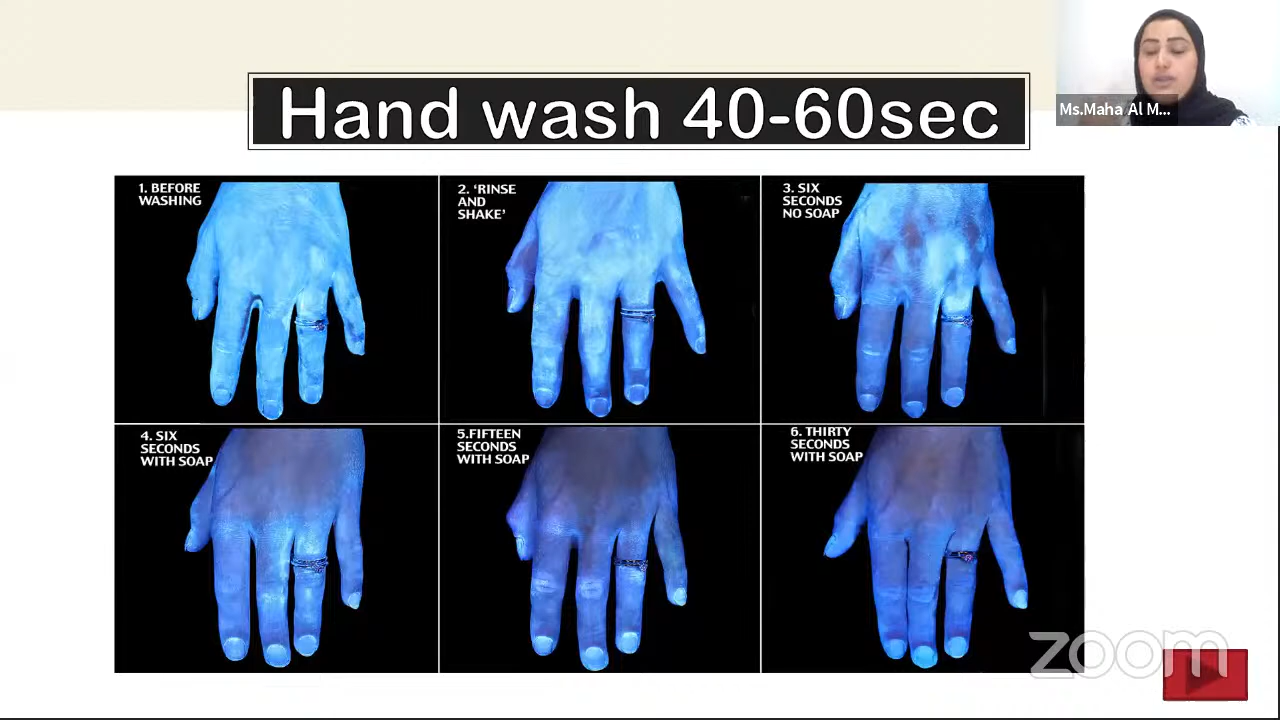 Hand wash 40-60sec
Ms.Maha Al M...
1. BEFORE
WASHING
2. ‘RINSE
AND
SHAKE’
3. SIX
SECONDS
NO SOAP
4. SIX
SECONDS
WITH SOAP
5.FIFTEEN
SECONDS
WITH SOAP
6. THIRTY
SECONDS
WITH SOAP
zoom